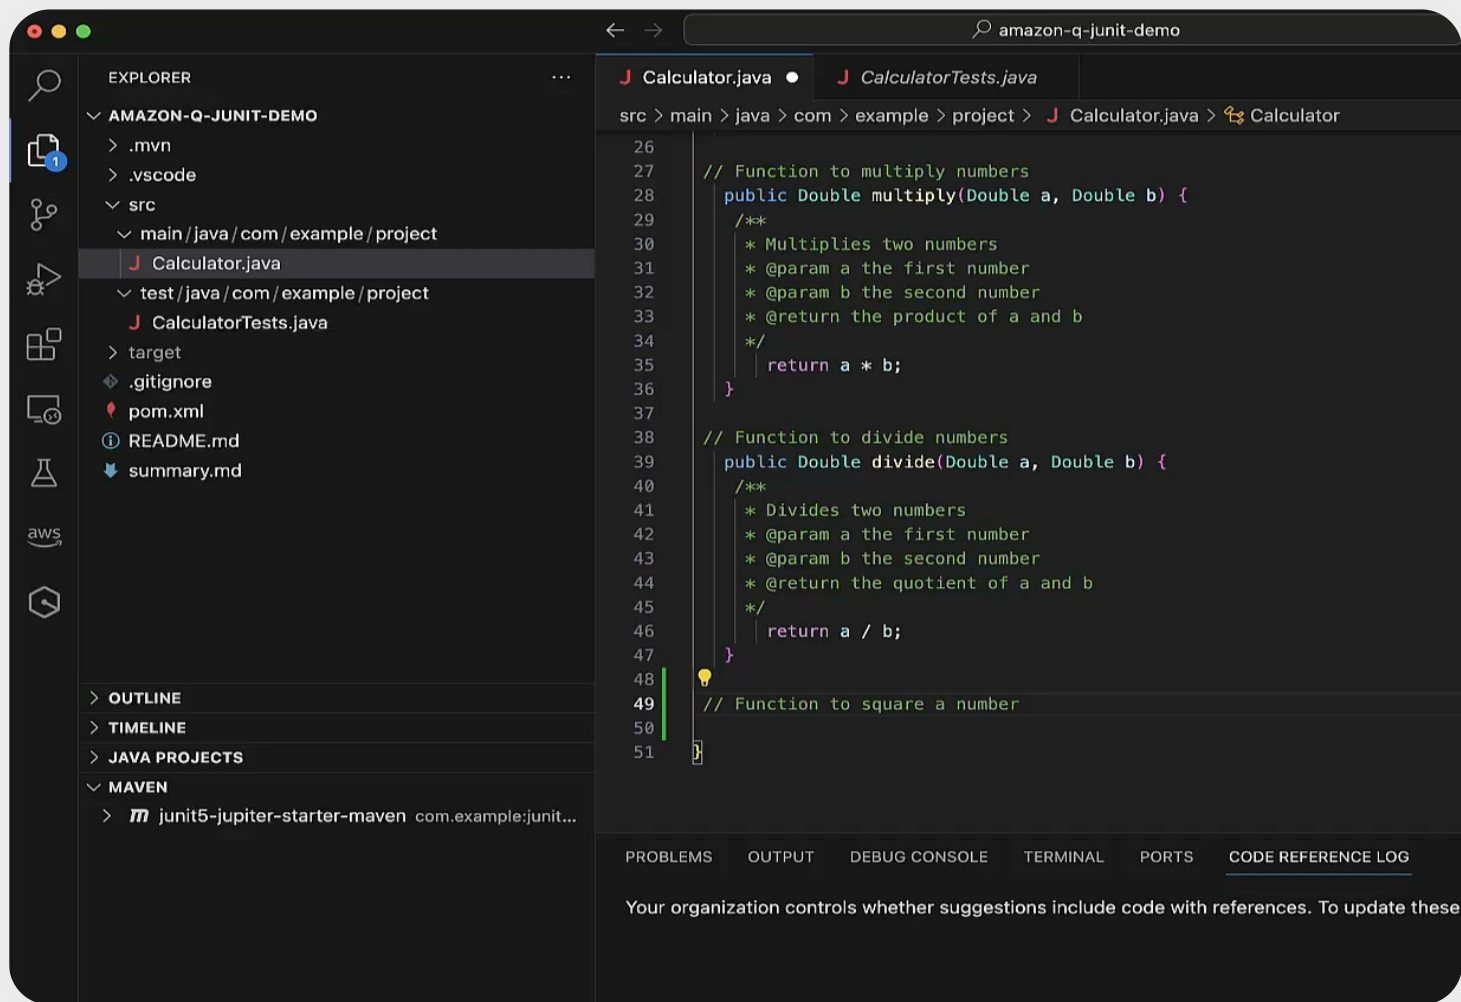 amazon-q-junit-demo
EXPLORER
···
AMAZON-Q-JUNIT-DEMO
.mvn
.vscode
src
main/java/com/example/project
J Calculator.java
test/java/com/example/project
J CalculatorTests.java
target
.gitignore
pom.xml
README.md
summary.md
1
aws
OUTLINE
TIMELINE
JAVA PROJECTS
MAVEN
m junit5-jupiter-starter-maven com.example:junit...
J Calculator.java ● J CalculatorTests.java
src > main > java > com > example > project > J Calculator.java > Calculator
26
27 // Function to multiply numbers
28 public Double multiply(Double a, Double b) {
29 /**
30 * Multiplies two numbers
31 * @param a the first number
32 * @param b the second number
33 * @return the product of a and b
34 */
35 return a * b;
36 }
37
38 // Function to divide numbers
39 public Double divide(Double a, Double b) {
40 /**
41 * Divides two numbers
42 * @param a the first number
43 * @param b the second number
44 * @return the quotient of a and b
45 */
46 return a / b;
47 }
48
49 // Function to square a number
50
51 }
PROBLEMS OUTPUT DEBUG CONSOLE TERMINAL PORTS CODE REFERENCE LOG
Your organization controls whether suggestions include code with references. To update these